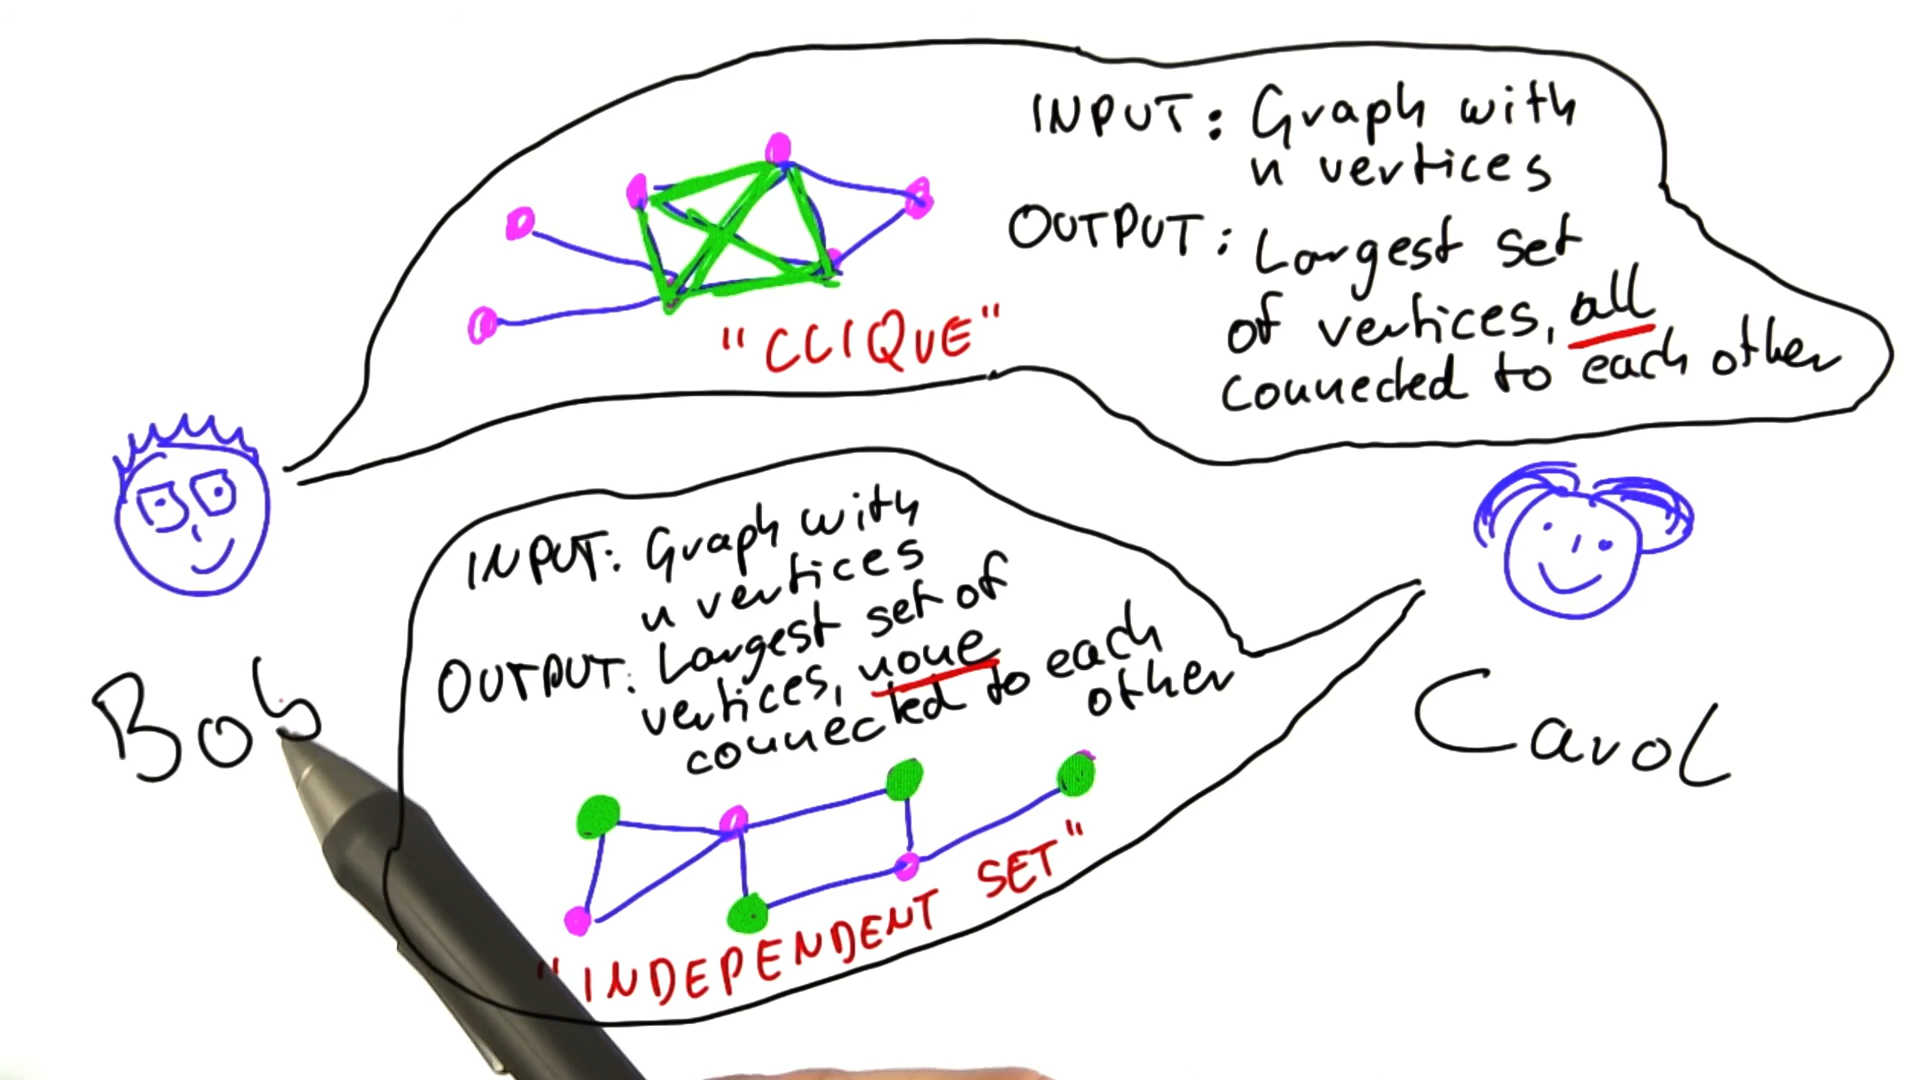 INPUT: Graph with
n vertices
OUTPUT: Largest set
of vertices, all
connected to each other
"CLIQUE"
INPUT: Graph with
n vertices
OUTPUT: Largest set of
vertices, none
connected to each
other
"INDEPENDENT SET"
Bob
Carol